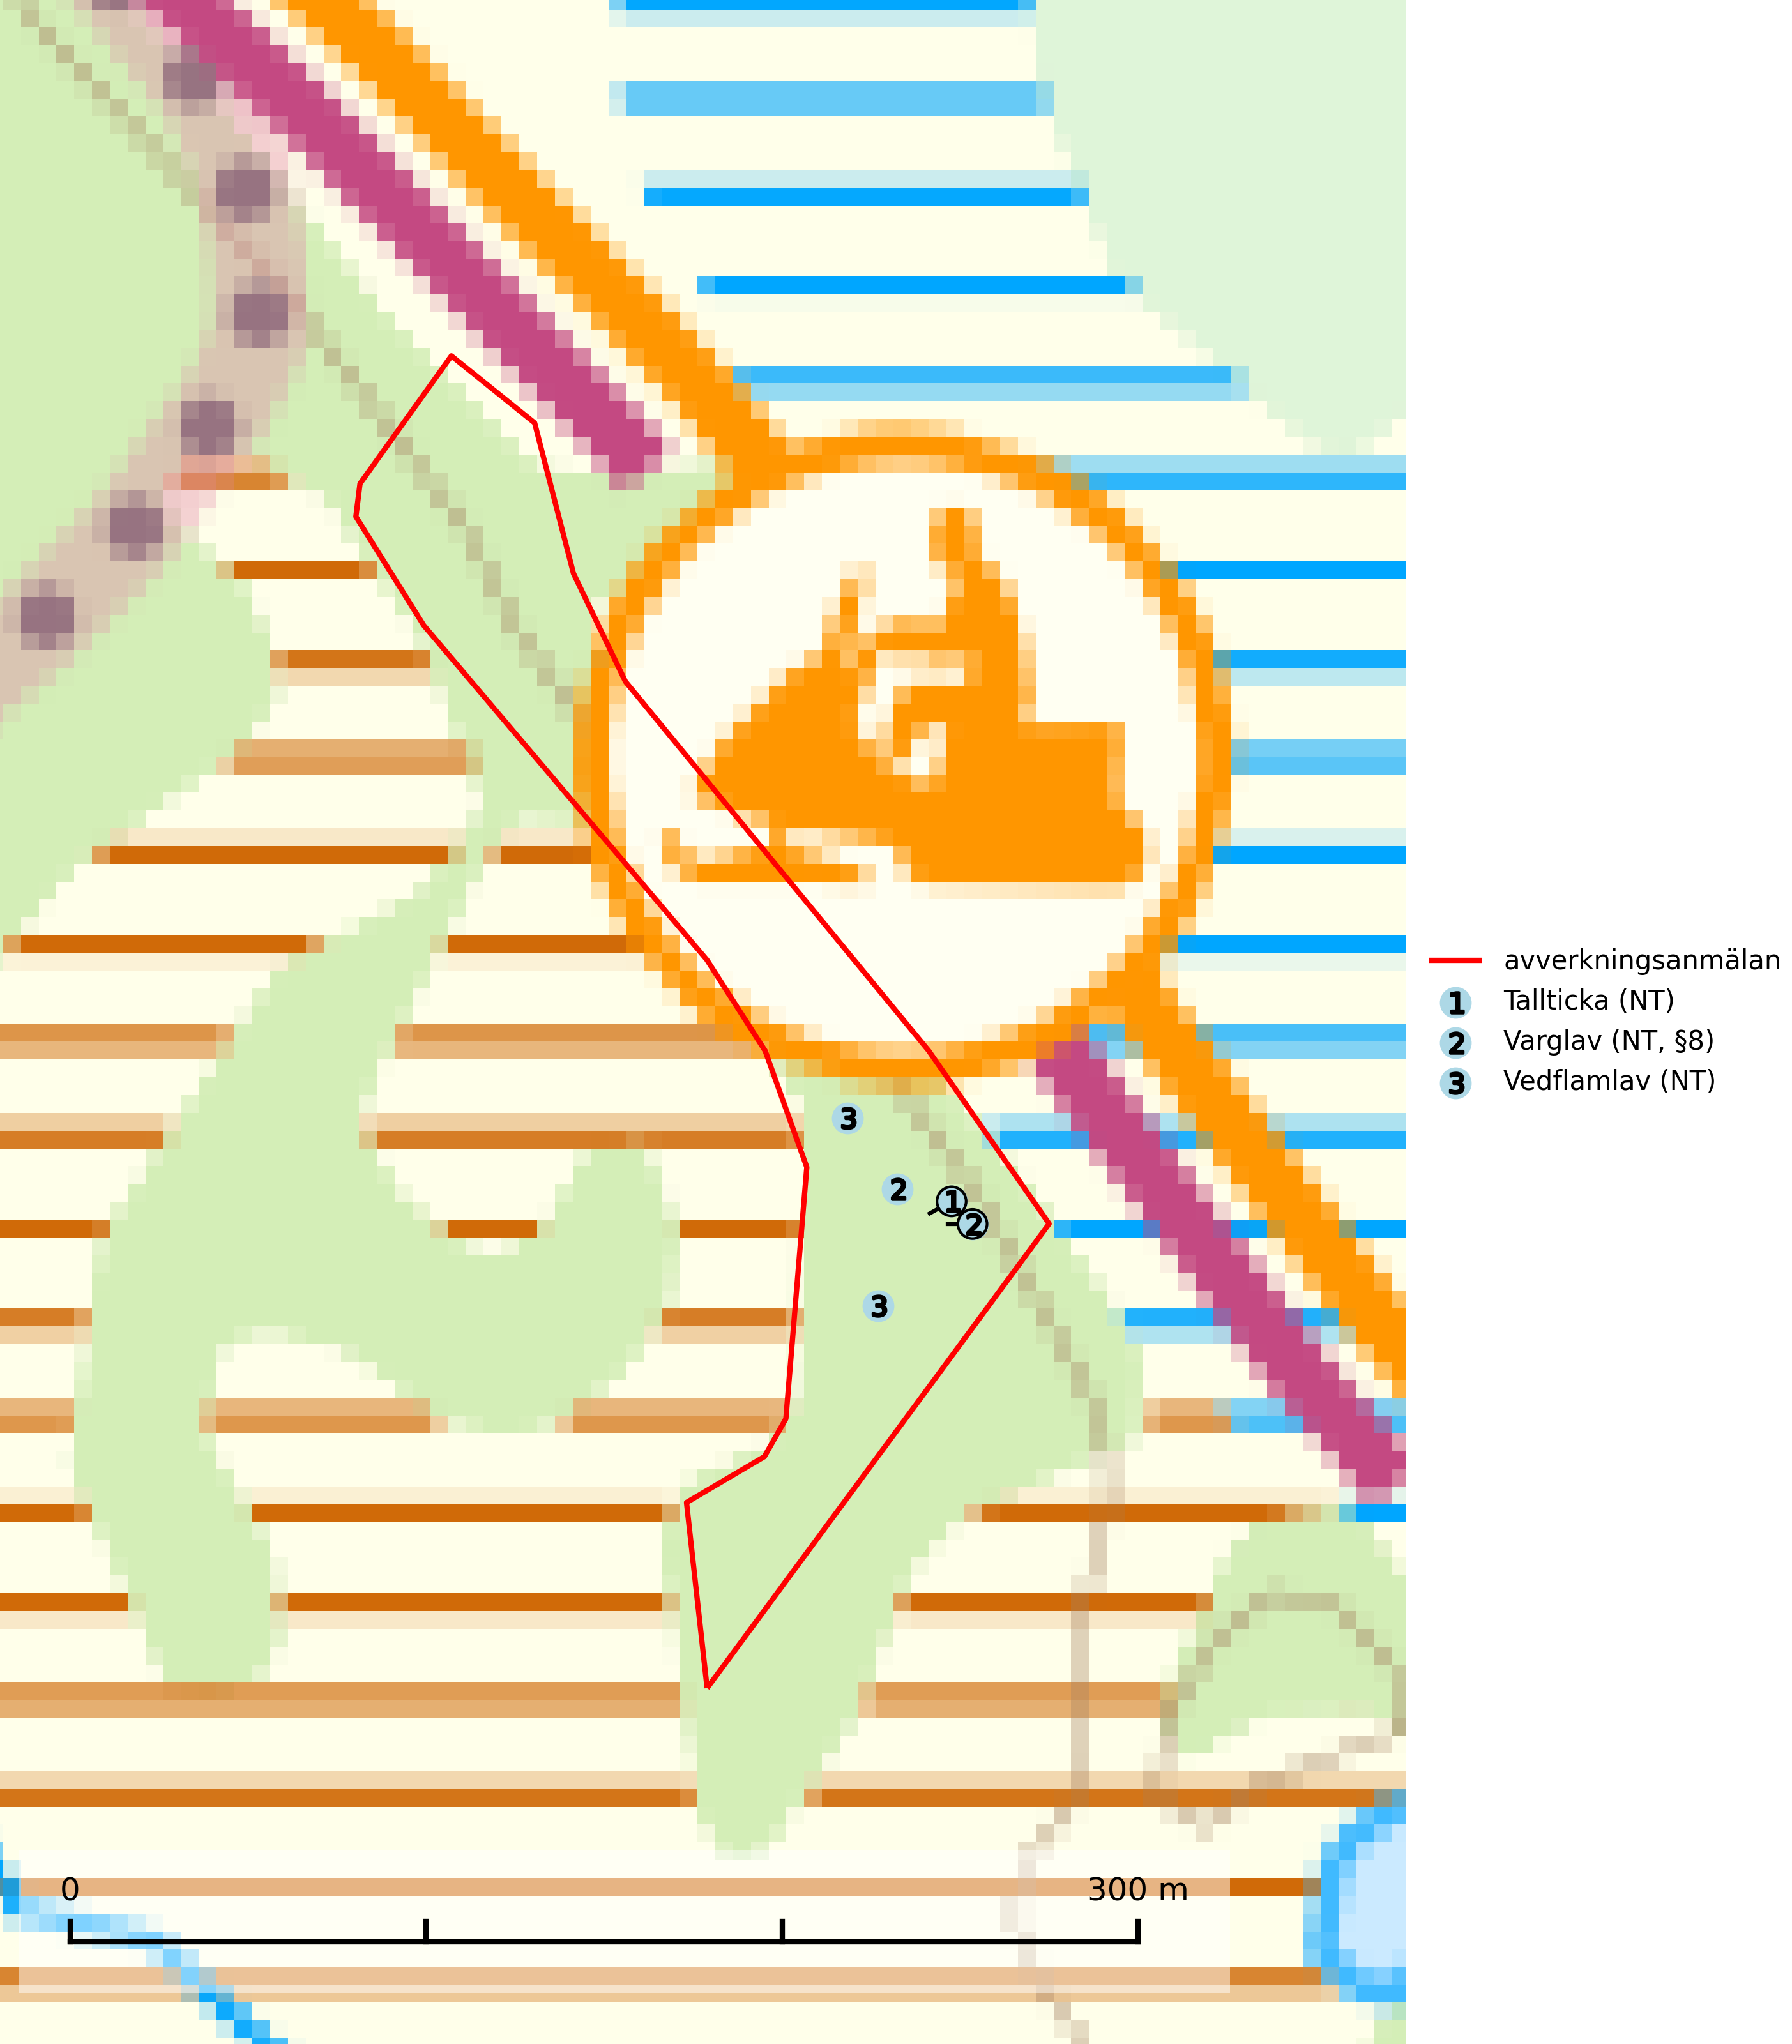 3
2
1
2
3
0 300 m
avverkningsanmälan
1 Tallticka (NT)
2 Varglav (NT, §8)
3 Vedflamlav (NT)